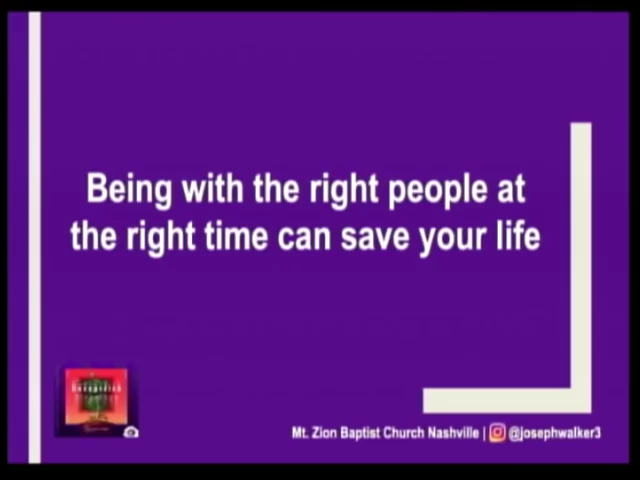 Being with the right people at
the right time can save your life
Mt. Zion Baptist Church Nashville | @josephwalker3